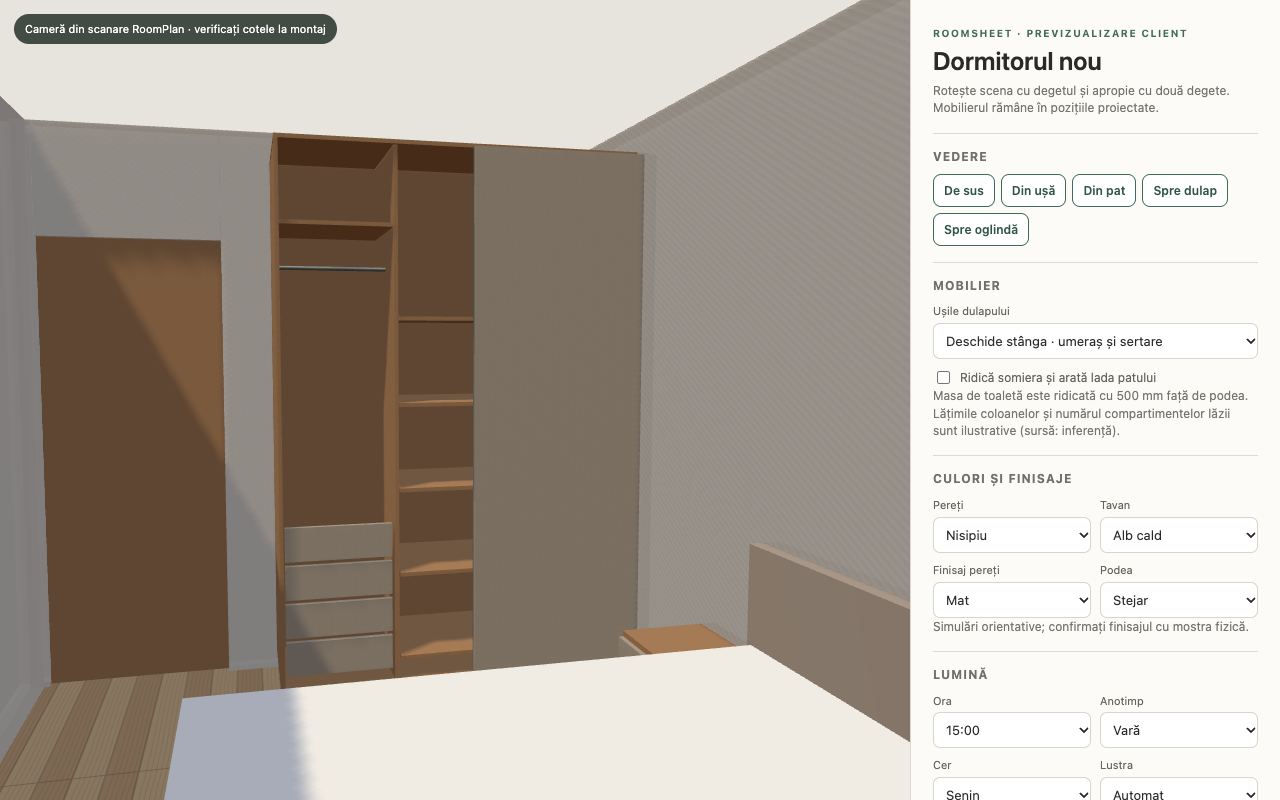 Cameră din scanare RoomPlan · verificați cotele la montaj
ROOMSHEET · PREVIZUALIZARE CLIENT
Dormitorul nou
Rotește scena cu degetul și apropie cu două degete.
Mobilierul rămâne în pozițiile proiectate.
VEDERE
De sus
Din ușă
Din pat
Spre dulap
Spre oglindă
MOBILIER
Ușile dulapului
Deschide stânga · umeraș și sertare
Ridică somiera și arată lada patului
Masa de toaletă este ridicată cu 500 mm față de podea.
Lățimile coloanelor și numărul compartimentelor lăzii
sunt ilustrative (sursă: inferență).
CULORI ȘI FINISAJE
Pereți
Tavan
Nisipiu
Alb cald
Finisaj pereți
Podea
Mat
Stejar
Simulări orientative; confirmați finisajul cu mostra fizică.
LUMINĂ
Ora
Anotimp
15:00
Vară
Cer
Lustra
Senin
Automat